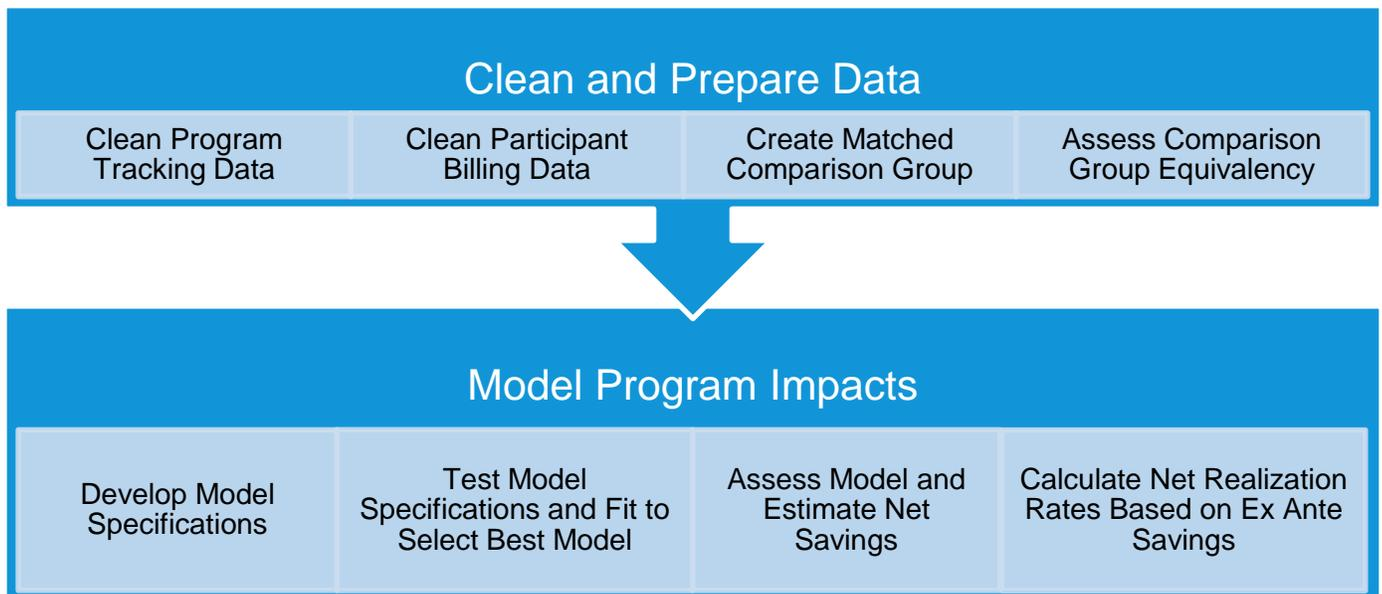 Clean and Prepare Data
Clean Program
Tracking Data
Clean Participant
Billing Data
Create Matched
Comparison Group
Assess Comparison
Group Equivalency
Model Program Impacts
Develop Model
Specifications
Test Model
Specifications and Fit to
Select Best Model
Assess Model and
Estimate Net
Savings
Calculate Net Realization
Rates Based on Ex Ante
Savings